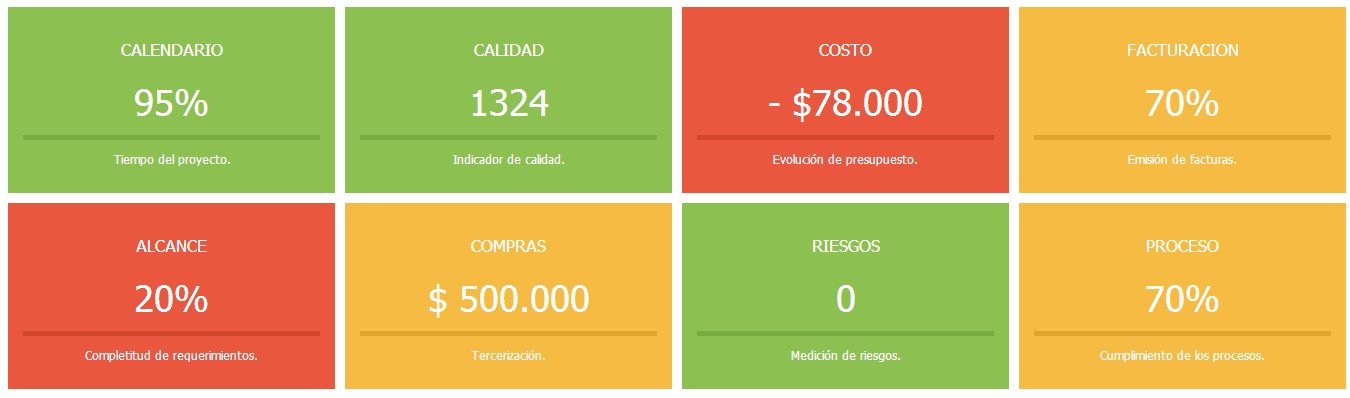 CALENDARIO
95%
Tiempo del proyecto.
CALIDAD
1324
Indicador de calidad.
COSTO
- $78.000
Evolución de presupuesto.
FACTURACION
70%
Emisión de facturas.
ALCANCE
20%
Completitud de requerimientos.
COMPRAS
$ 500.000
Tercerización.
RIESGOS
0
Medición de riesgos.
PROCESO
70%
Cumplimiento de los procesos.